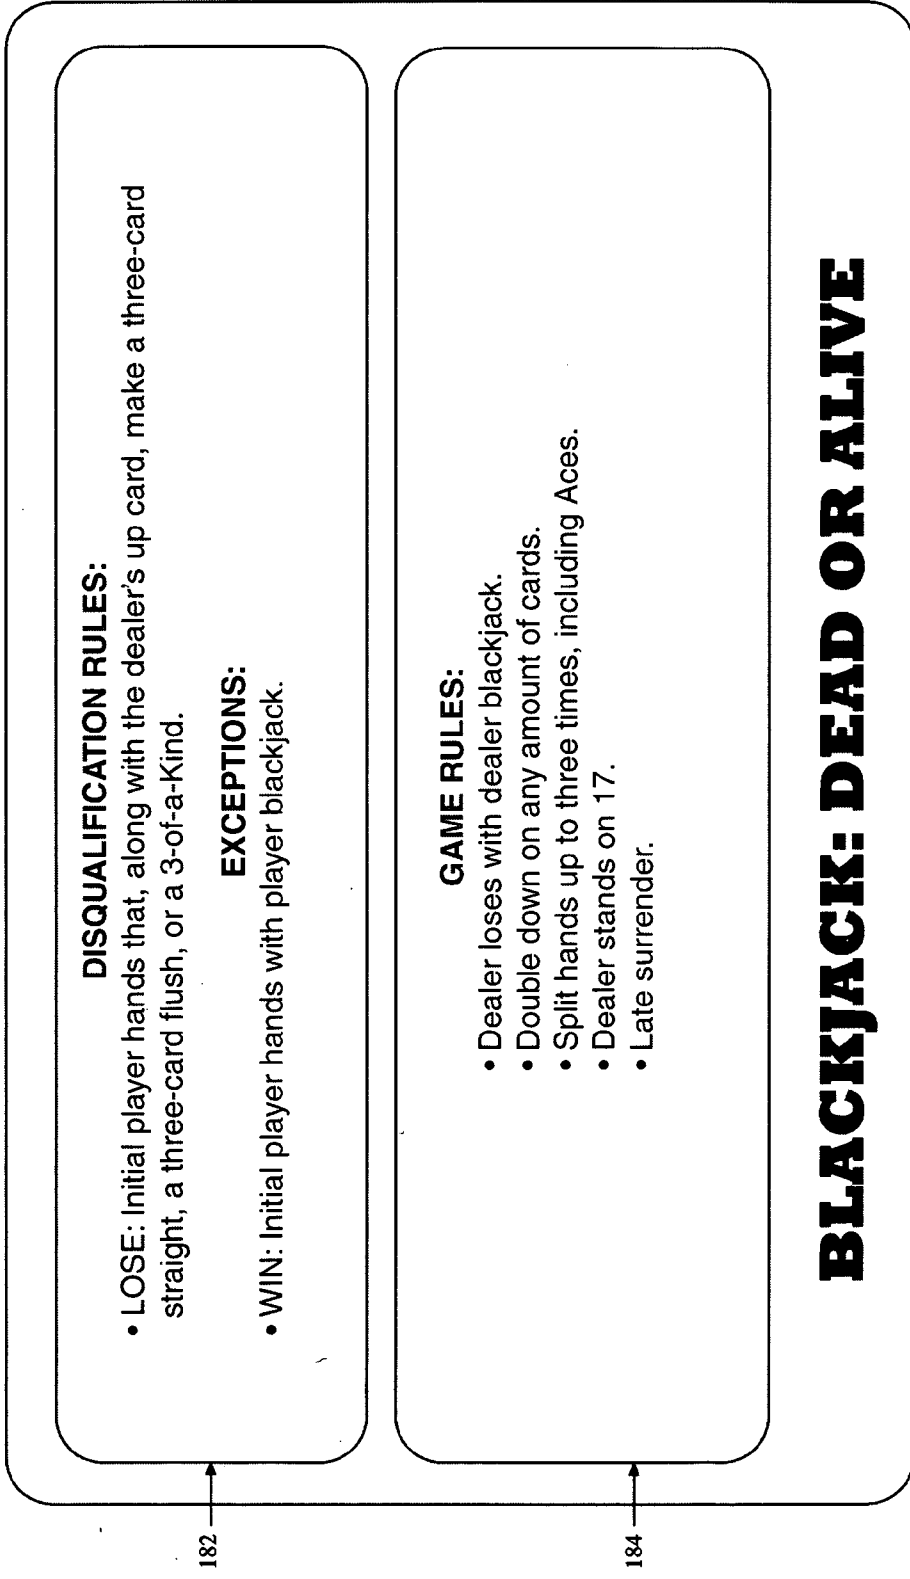 DISQUALIFICATION RULES:
• LOSE: Initial player hands that, along with the dealer's up card, make a three-card
straight, a three-card flush, or a 3-of-a-Kind.
EXCEPTIONS:
• WIN: Initial player hands with player blackjack.
182
GAME RULES:
• Dealer loses with dealer blackjack.
• Double down on any amount of cards.
• Split hands up to three times, including Aces.
• Dealer stands on 17.
• Late surrender.
184
BLACKJACK: DEAD OR ALIVE